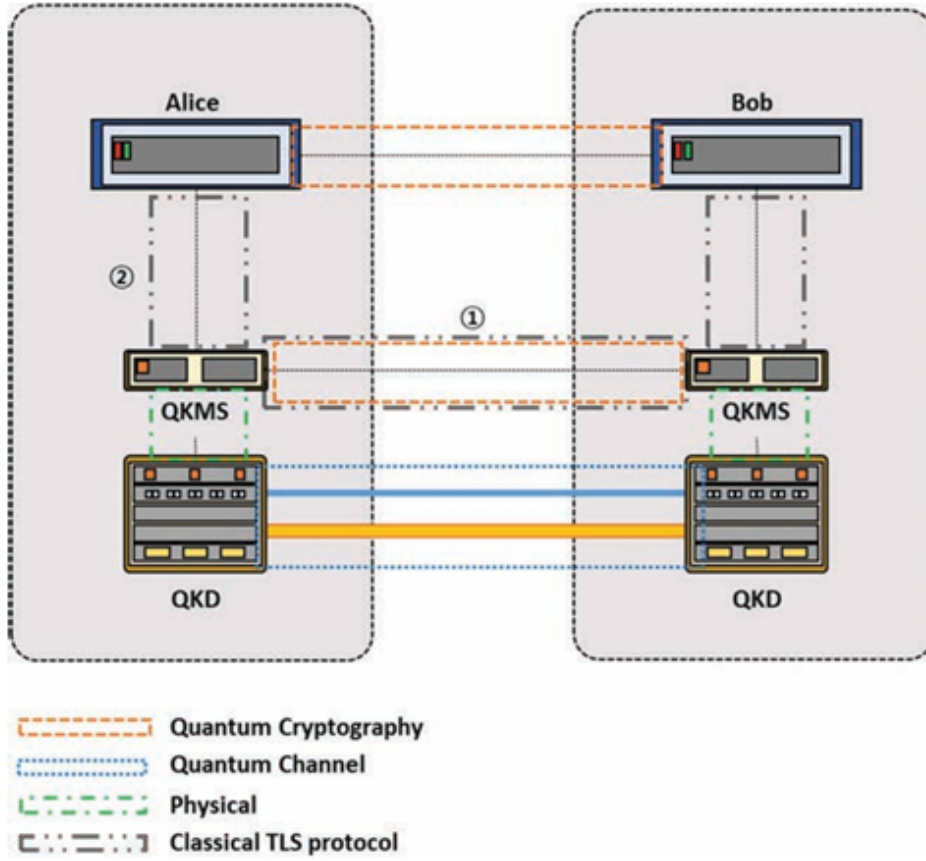 Alice
Bob
②
①
QKMS
QKMS
QKD
QKD
Quantum Cryptography
Quantum Channel
Physical
Classical TLS protocol